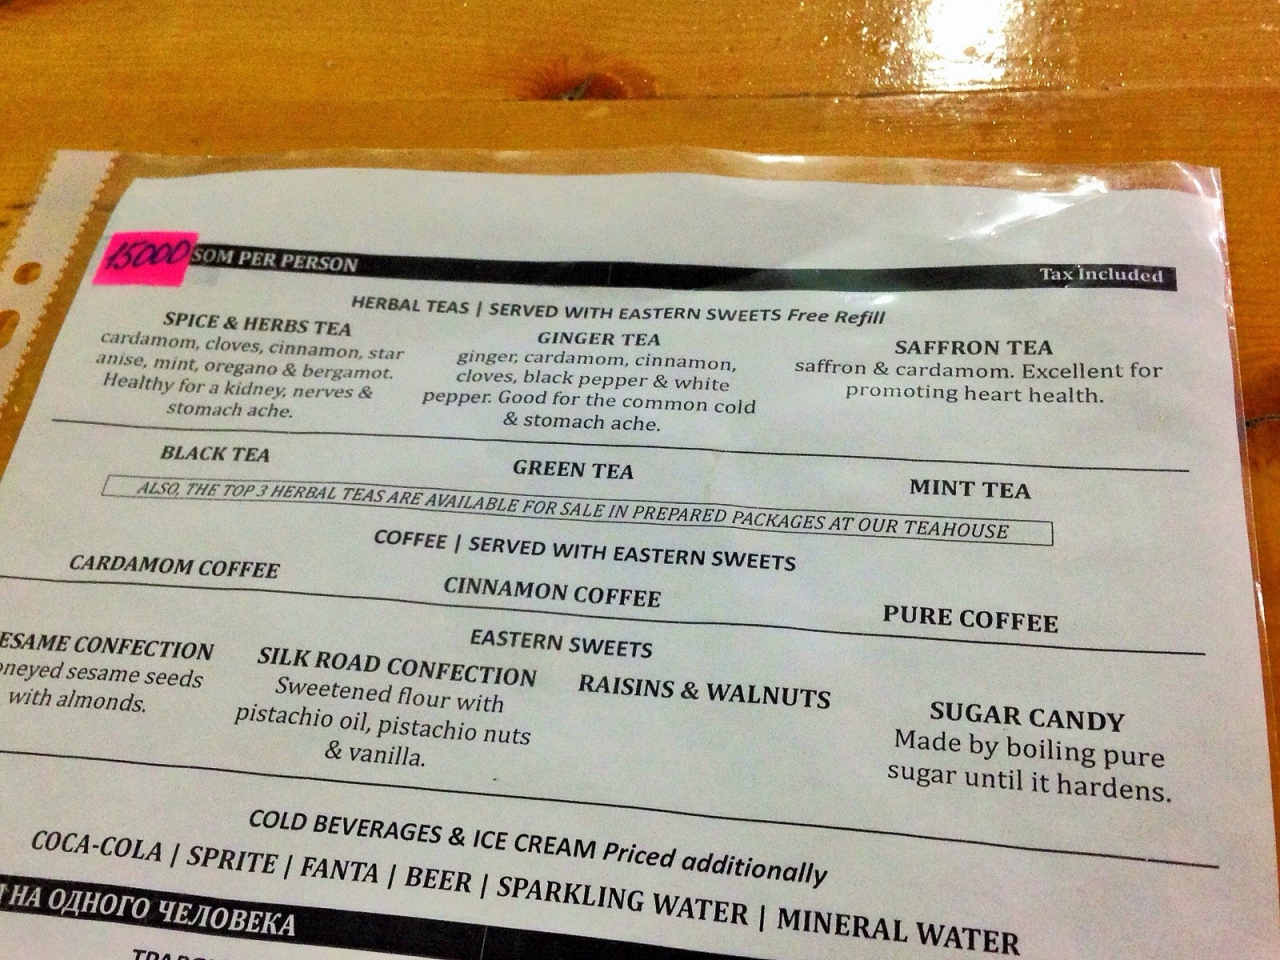 15000 SOM PER PERSON Tax Included
HERBAL TEAS | SERVED WITH EASTERN SWEETS Free Refill
SPICE & HERBS TEA
cardamom, cloves, cinnamon, star
anise, mint, oregano & bergamot.
Healthy for a kidney, nerves &
stomach ache.
GINGER TEA
ginger, cardamom, cinnamon,
cloves, black pepper & white
pepper. Good for the common cold
& stomach ache.
SAFFRON TEA
saffron & cardamom. Excellent for
promoting heart health.
BLACK TEA GREEN TEA MINT TEA
ALSO, THE TOP 3 HERBAL TEAS ARE AVAILABLE FOR SALE IN PREPARED PACKAGES AT OUR TEAHOUSE
COFFEE | SERVED WITH EASTERN SWEETS
CARDAMOM COFFEE CINNAMON COFFEE PURE COFFEE
EASTERN SWEETS
ESAME CONFECTION
oneyed sesame seeds
with almonds.
SILK ROAD CONFECTION
Sweetened flour with
pistachio oil, pistachio nuts
& vanilla.
RAISINS & WALNUTS
SUGAR CANDY
Made by boiling pure
sugar until it hardens.
COLD BEVERAGES & ICE CREAM Priced additionally
COCA-COLA | SPRITE | FANTA | BEER | SPARKLING WATER | MINERAL WATER
НА ОДНОГО ЧЕЛОВЕКА